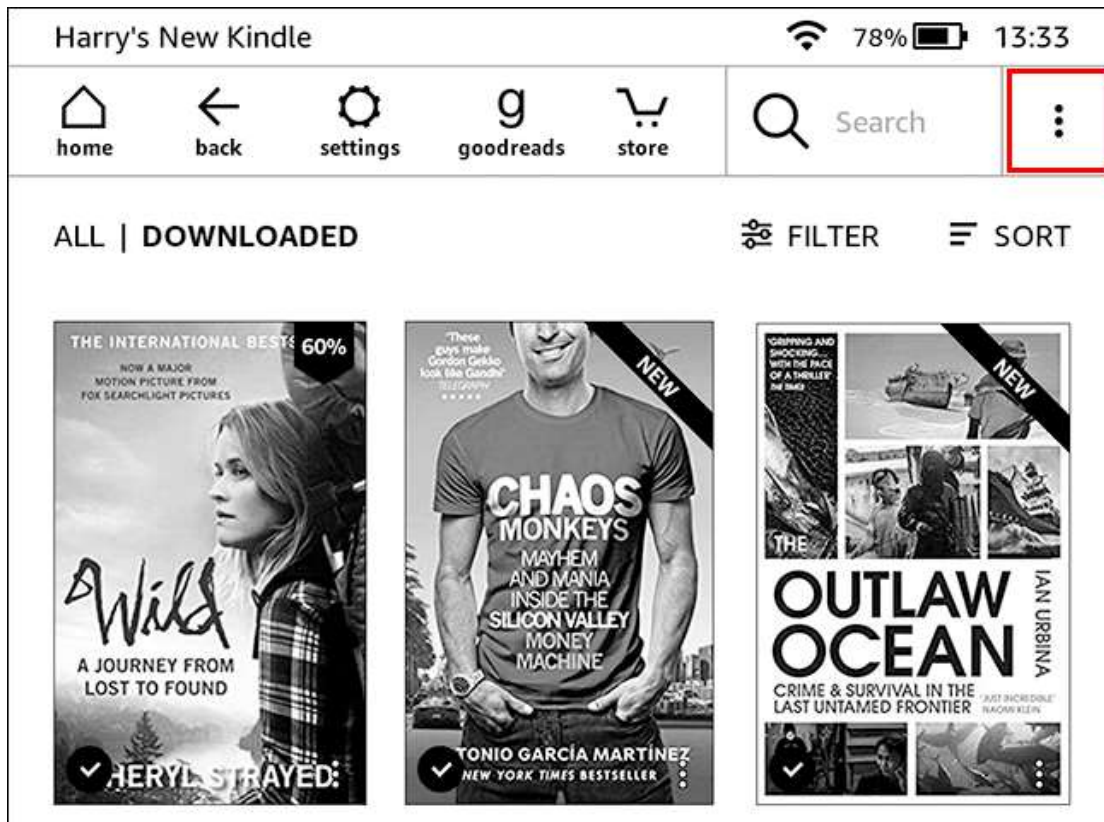 Harry's New Kindle 78% 13:33
home back settings goodreads store Search
ALL | DOWNLOADED FILTER SORT
THE INTERNATIONAL BESTS 60%
NOW A MAJOR
MOTION PICTURE FROM
FOX SEARCHLIGHT PICTURES
Wild
A JOURNEY FROM
LOST TO FOUND
HERYL STRAYED
'These
guys make
Gordon Gekko
look like Gandhi'
TELEGRAPH
NEW
CHAOS
MONKEYS
MAYHEM
AND MANIA
INSIDE THE
SILICON VALLEY
MONEY
MACHINE
TONIO GARCÍA MARTÍNEZ
NEW YORK TIMES BESTSELLER
'GRIPPING AND
SHOCKING...
WITH THE PACE
OF A THRILLER'
THE TIMES
NEW
THE
OUTLAW
OCEAN
IAN URBINA
CRIME & SURVIVAL IN THE
LAST UNTAMED FRONTIER
'JUST INCREDIBLE'
NAOMI KLEIN